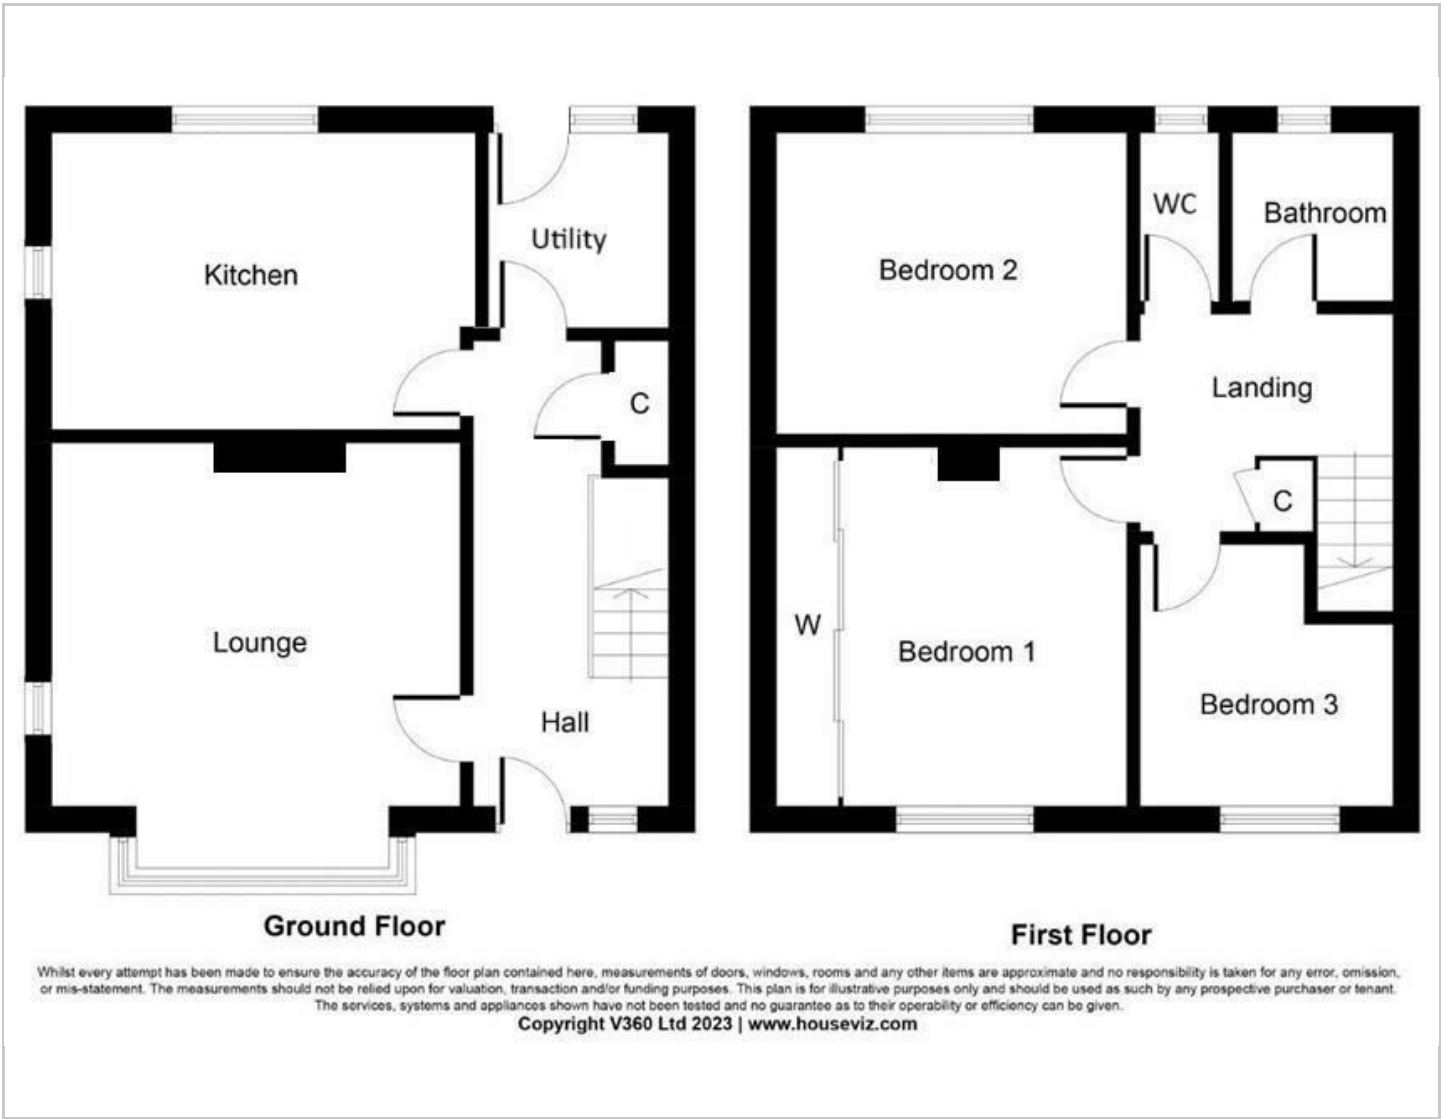 Kitchen
Utility
C
Lounge
Hall
Ground Floor
Bedroom 2
WC
Bathroom
Landing
C
W
Bedroom 1
Bedroom 3
First Floor
Whilst every attempt has been made to ensure the accuracy of the floor plan contained here, measurements of doors, windows, rooms and any other items are approximate and no responsibility is taken for any error, omission,
or mis-statement. The measurements should not be relied upon for valuation, transaction and/or funding purposes. This plan is for illustrative purposes only and should be used as such by any prospective purchaser or tenant.
The services, systems and appliances shown have not been tested and no guarantee as to their operability or efficiency can be given.
Copyright V360 Ltd 2023 | www.houseviz.com